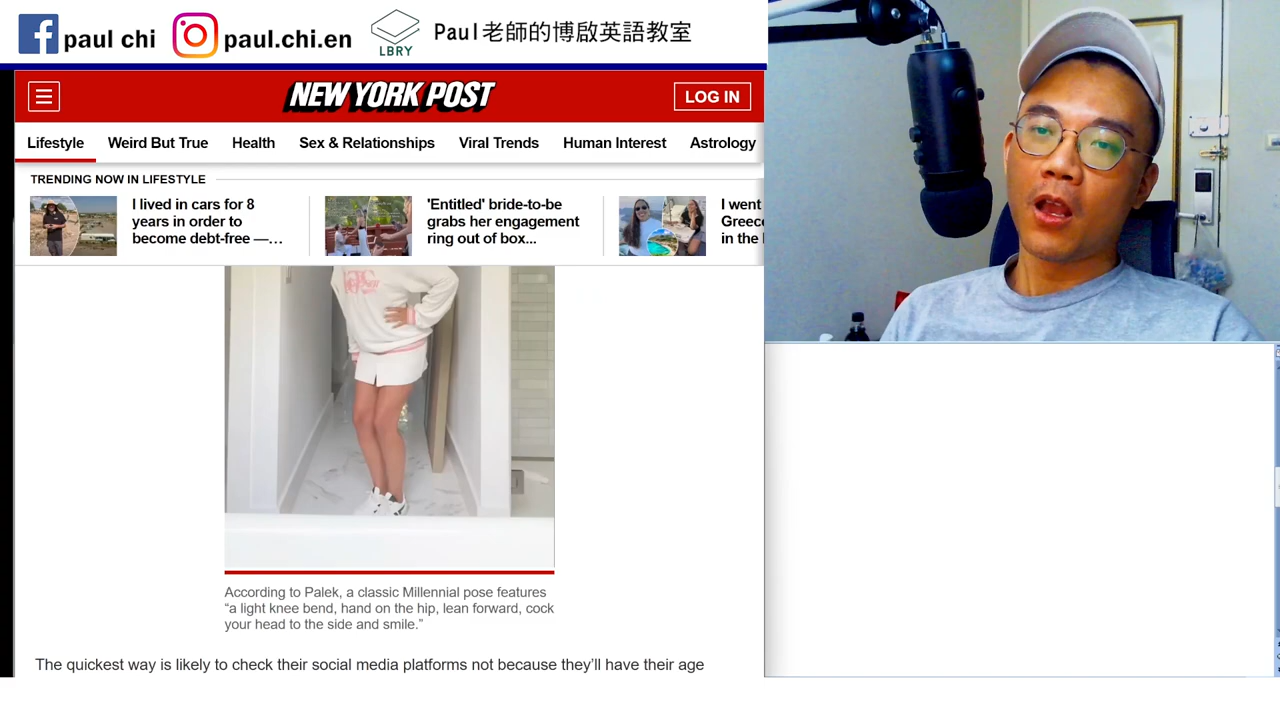 paul chi
paul.chi.en
LBRY
Paul老師的博啟英語教室
NEW YORK POST
LOG IN
Lifestyle
Weird But True
Health
Sex & Relationships
Viral Trends
Human Interest
Astrology
TRENDING NOW IN LIFESTYLE
I lived in cars for 8
years in order to
become debt-free —…
'Entitled' bride-to-be
grabs her engagement
ring out of box...
I went
Greece
in the
According to Palek, a classic Millennial pose features
“a light knee bend, hand on the hip, lean forward, cock
your head to the side and smile.”
The quickest way is likely to check their social media platforms not because they’ll have their age